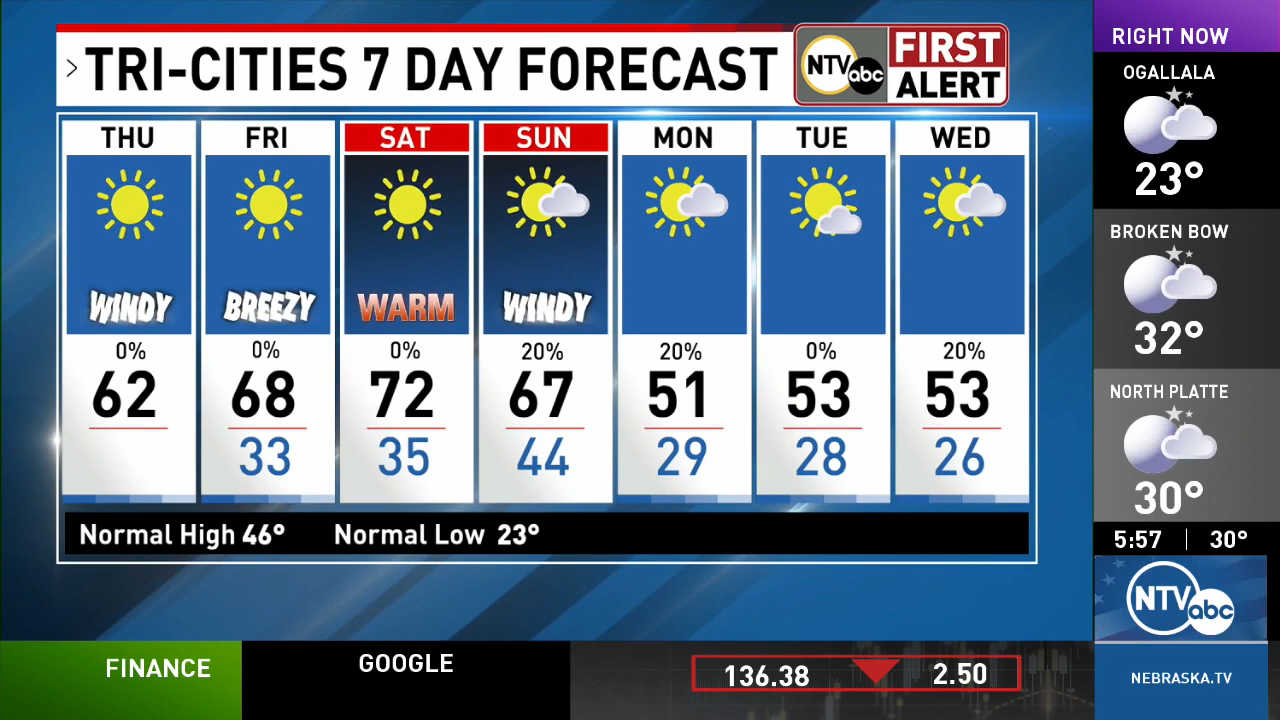 > TRI-CITIES 7 DAY FORECAST
NTV abc FIRST ALERT
THU FRI SAT SUN MON TUE WED
WINDY BREEZY WARM WINDY
0% 0% 0% 20% 20% 0% 20%
62 68 72 67 51 53 53
33 35 44 29 28 26
Normal High 46° Normal Low 23°
RIGHT NOW
OGALLALA
23°
BROKEN BOW
32°
NORTH PLATTE
30°
5:57 | 30°
NTV abc
NEBRASKA.TV
FINANCE GOOGLE 136.38 2.50